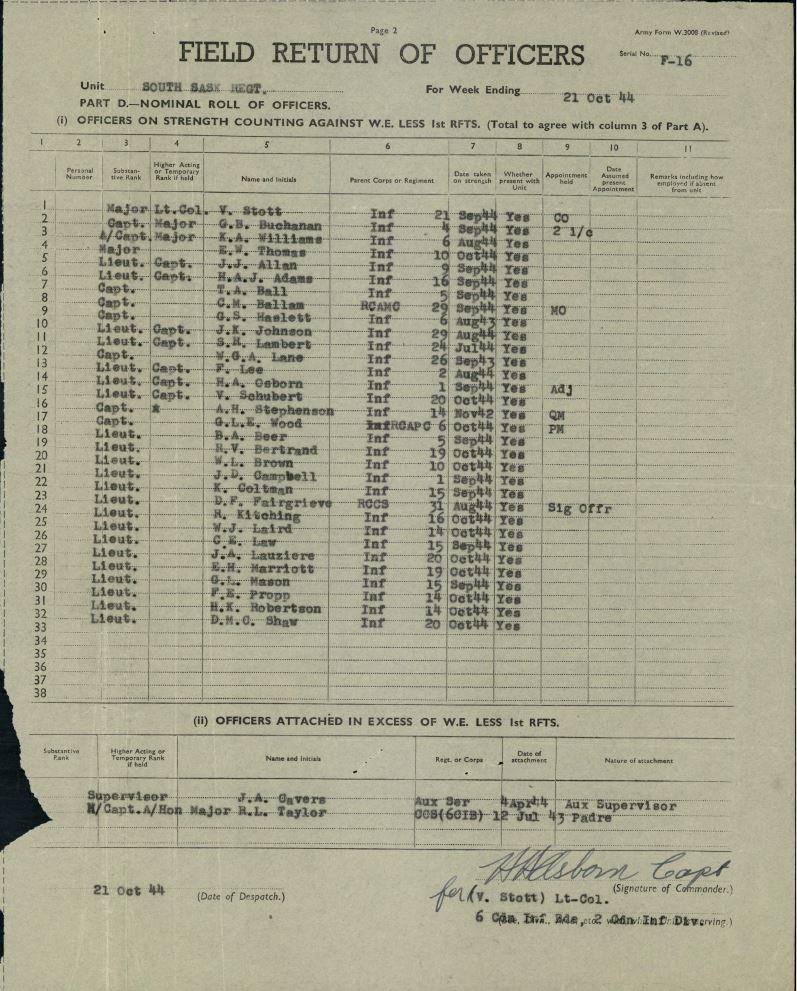 Page 2
Army Form W.3008 (Revised)
FIELD RETURN OF OFFICERS
Serial No. F-16
Unit SOUTH SASK REGT. For Week Ending 21 Oct 44
PART D.—NOMINAL ROLL OF OFFICERS.
(i) OFFICERS ON STRENGTH COUNTING AGAINST W.E. LESS 1st RFTS. (Total to agree with column 3 of Part A).
1 2 3 4 5 6 7 8 9 10 11
Personal Number Substantive Rank Higher Acting or Temporary Rank if held Name and Initials Parent Corps or Regiment Date taken on strength Whether present with Unit Appointment held Date Assumed present Appointment Remarks including how employed if absent from unit
1 Major Lt.Col. V. Stott Inf 21 Sep44 Yes CO
2 Capt. Major G.B. Buchanan Inf 4 Sep44 Yes 2 1/c
3 A/Capt. Major K.A. Williams Inf 6 Aug44 Yes
4 Major E.W. Thomas Inf 10 Oct44 Yes
5 Lieut. Capt. J.J. Allan Inf 9 Sep44 Yes
6 Lieut. Capt. H.A.J. Adams Inf 16 Sep44 Yes
7 Capt. T.A. Ball Inf 5 Sep44 Yes
8 Capt. C.M. Ballam RCAMC 29 Sep44 Yes MO
9 Capt. G.S. Haslett Inf 6 Aug43 Yes
10 Lieut. Capt. J.K. Johnson Inf 29 Aug44 Yes
11 Lieut. Capt. S.H. Lambert Inf 24 Jul44 Yes
12 Capt. W.G.A. Lane Inf 26 Sep43 Yes
13 Lieut. Capt. F. Lee Inf 2 Aug44 Yes
14 Lieut. Capt. H.A. Osborn Inf 1 Sep44 Yes Adj
15 Lieut. Capt. V. Schubert Inf 20 Oct44 Yes
16 Capt. A.H. Stephenson Inf 14 Nov42 Yes QM
17 Capt. G.L.E. Wood RCAPC 6 Oct44 Yes PM
18 Lieut. B.A. Beer Inf 5 Sep44 Yes
19 Lieut. R.V. Bertrand Inf 19 Oct44 Yes
20 Lieut. W.L. Brown Inf 10 Oct44 Yes
21 Lieut. J.D. Campbell Inf 1 Sep44 Yes
22 Lieut. K. Coltman Inf 15 Sep44 Yes
23 Lieut. D.F. Fairgrieve RCCS 31 Aug44 Yes Sig Offr
24 Lieut. R. Kitching Inf 16 Oct44 Yes
25 Lieut. W.J. Laird Inf 14 Oct44 Yes
26 Lieut. C.E. Law Inf 15 Sep44 Yes
27 Lieut. J.A. Lauziere Inf 20 Oct44 Yes
28 Lieut. E.H. Marriott Inf 19 Oct44 Yes
29 Lieut. G.L. Mason Inf 15 Sep44 Yes
30 Lieut. F.E. Propp Inf 14 Oct44 Yes
31 Lieut. H.K. Robertson Inf 14 Oct44 Yes
32 Lieut. D.M.C. Shaw Inf 20 Oct44 Yes
33
34
35
36
37
38
(ii) OFFICERS ATTACHED IN EXCESS OF W.E. LESS 1st RFTS.
Substantive Rank Higher Acting or Temporary Rank if held Name and Initials Regt. or Corps Date of attachment Nature of attachment
Supervisor J.A. Cavers Aux Ser 4Apr44 Aux Supervisor
H/Capt.A/Hon Major R.L. Taylor CCS(6CIB) 12 Jul 43 Padre
HA Osborn Capt
21 Oct 44 (Date of Despatch.) (Signature of Commander.)
for (V. Stott) Lt-Col.
6 Cdn Inf Bde, 2 Cdn Inf Div.